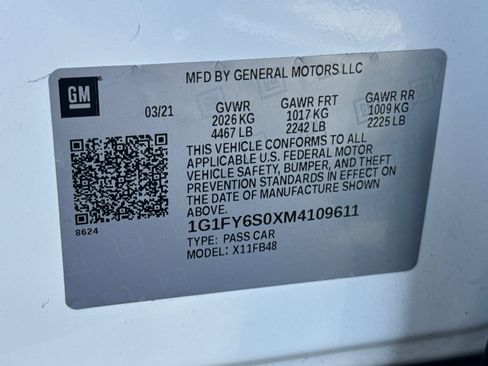 MFD BY GENERAL MOTORS LLC
GM
03/21 GVWR GAWR FRT GAWR RR
2026 KG 1017 KG 1009 KG
4467 LB 2242 LB 2225 LB
THIS VEHICLE CONFORMS TO ALL
APPLICABLE U.S. FEDERAL MOTOR
VEHICLE SAFETY, BUMPER, AND THEFT
PREVENTION STANDARDS IN EFFECT ON
THE DATE OF MANUFACTURE SHOWN
ABOVE.
8624
1G1FY6S0XM4109611
TYPE: PASS CAR
MODEL: X11FB48